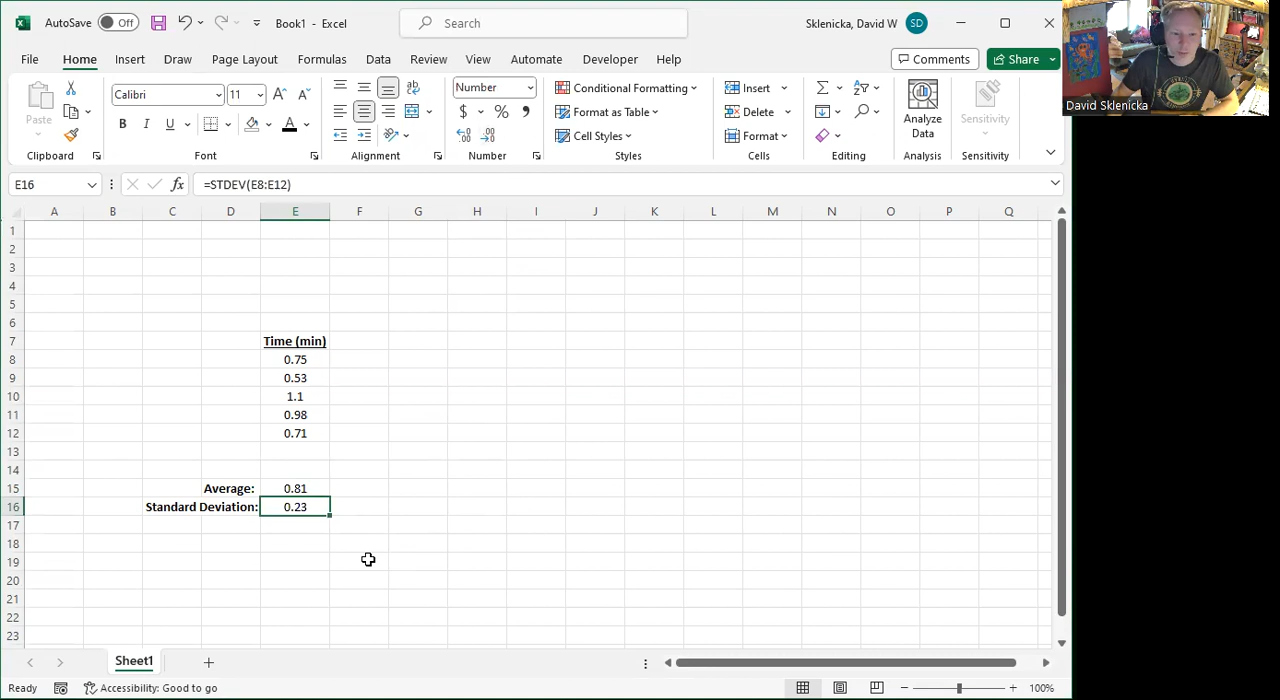 AutoSave Off Book1 - Excel Search Sklenicka, David W SD
File Home Insert Draw Page Layout Formulas Data Review View Automate Developer Help Comments Share
Paste Calibri 11 Number Conditional Formatting Insert Analyze Data Sensitivity
B I U A $ % Format as Table Delete
Cell Styles Format
Clipboard Font Alignment Number Styles Cells Editing Analysis Sensitivity
David Sklenicka
E16 fx =STDEV(E8:E12)
A B C D E F G H I J K L M N O P Q
1
2
3
4
5
6
7 Time (min)
8 0.75
9 0.53
10 1.1
11 0.98
12 0.71
13
14
15 Average: 0.81
16 Standard Deviation: 0.23
17
18
19
20
21
22
23
Sheet1
Ready Accessibility: Good to go 100%